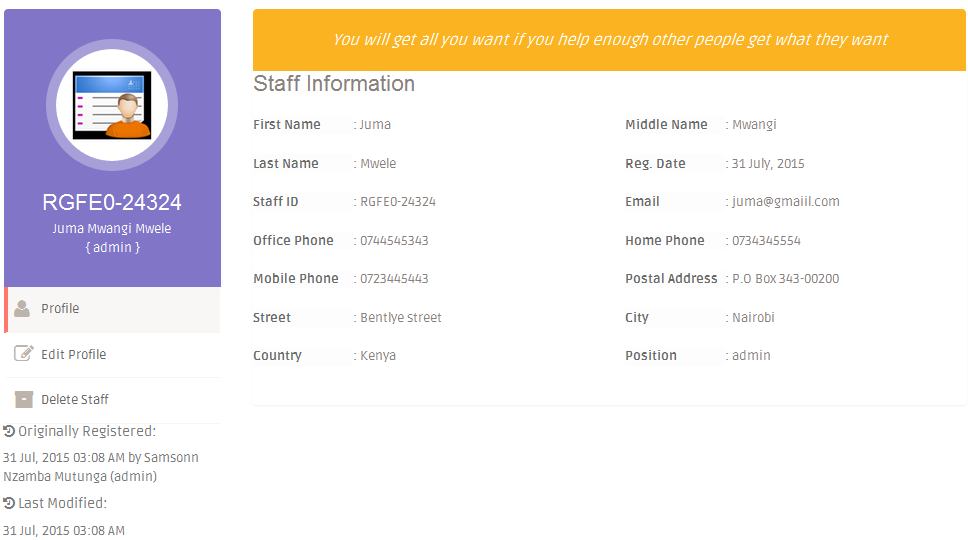 RGFE0-24324
Juma Mwangi Mwele
{ admin }
Profile
Edit Profile
Delete Staff
Originally Registered:
31 Jul, 2015 03:08 AM by Samsonn
Nzamba Mutunga (admin)
Last Modified:
31 Jul, 2015 03:08 AM
You will get all you want if you help enough other people get what they want
Staff Information
First Name : Juma Middle Name : Mwangi
Last Name : Mwele Reg. Date : 31 July, 2015
Staff ID : RGFE0-24324 Email : juma@gmaiil.com
Office Phone : 0744545343 Home Phone : 0734345554
Mobile Phone : 0723445443 Postal Address : P.O Box 343-00200
Street : Bentlye street City : Nairobi
Country : Kenya Position : admin